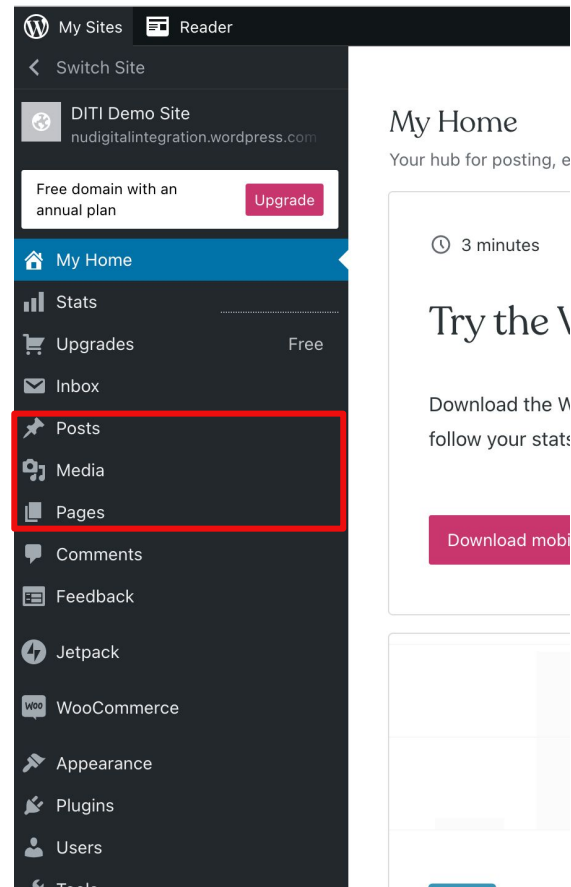 My Sites
Reader
Switch Site
DITI Demo Site
nudigitalintegration.wordpress.com
Free domain with an
annual plan
Upgrade
My Home
Stats
Upgrades
Free
Inbox
Posts
Media
Pages
Comments
Feedback
Jetpack
WOO
WooCommerce
Appearance
Plugins
Users
Tools
My Home
Your hub for posting, e
3 minutes
Try the
Download the W
follow your stats
Download mobi